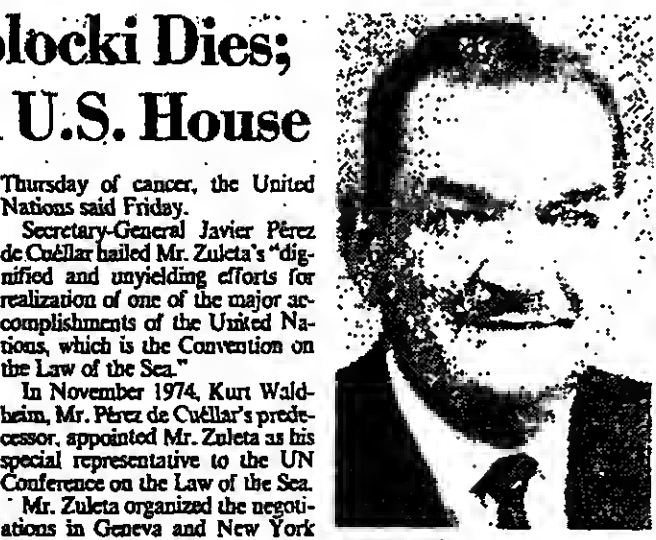 locki Dies;
U.S. House
Thursday of cancer, the United
Nations said Friday.
Secretary-General Javier Pérez
de Cuéllar hailed Mr. Zuleta's "dig-
nified and unyielding efforts for
realization of one of the major ac-
complishments of the United Na-
tions, which is the Convention on
the Law of the Sea."
In November 1974, Kurt Wald-
heim, Mr. Pérez de Cuéllar's prede-
cessor, appointed Mr. Zuleta as his
special representative to the UN
Conference on the Law of the Sea.
Mr. Zuleta organized the negoti-
ations in Geneva and New York